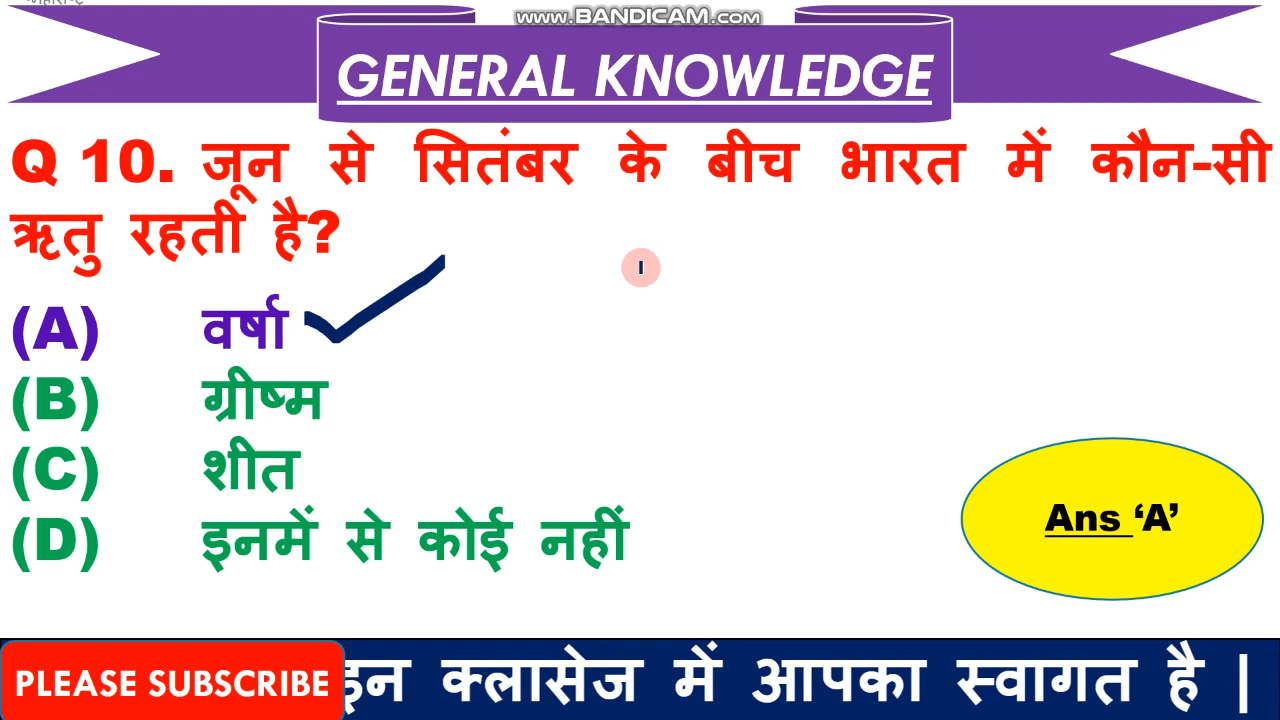 www.BANDICAM.com
GENERAL KNOWLEDGE
Q 10. जून से सितंबर के बीच भारत में कौन-सी
ऋतु रहती है?
(A) वर्षा
(B) ग्रीष्म
(C) शीत
(D) इनमें से कोई नहीं
Ans ‘A’
PLEASE SUBSCRIBE
इन क्लासेज में आपका स्वागत है |